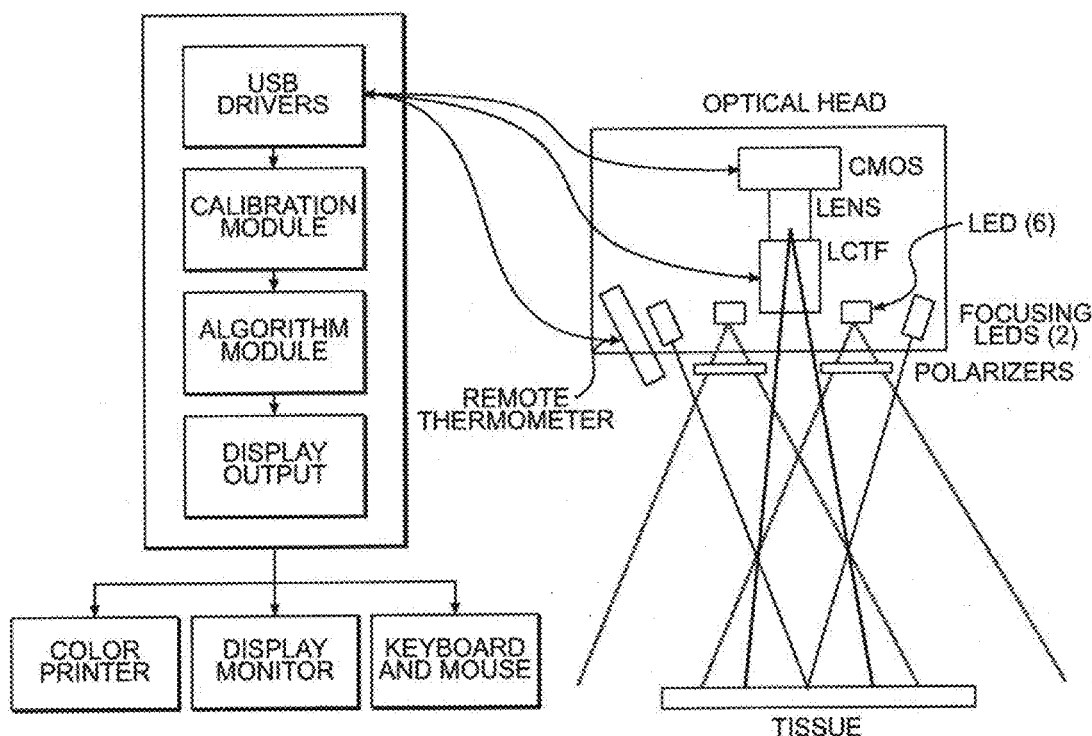 USB
DRIVERS
CALIBRATION
MODULE
ALGORITHM
MODULE
DISPLAY
OUTPUT
COLOR
PRINTER
DISPLAY
MONITOR
KEYBOARD
AND MOUSE
OPTICAL HEAD
CMOS
LENS
LED (6)
LCTF
FOCUSING
LEDS (2)
POLARIZERS
REMOTE
THERMOMETER
TISSUE